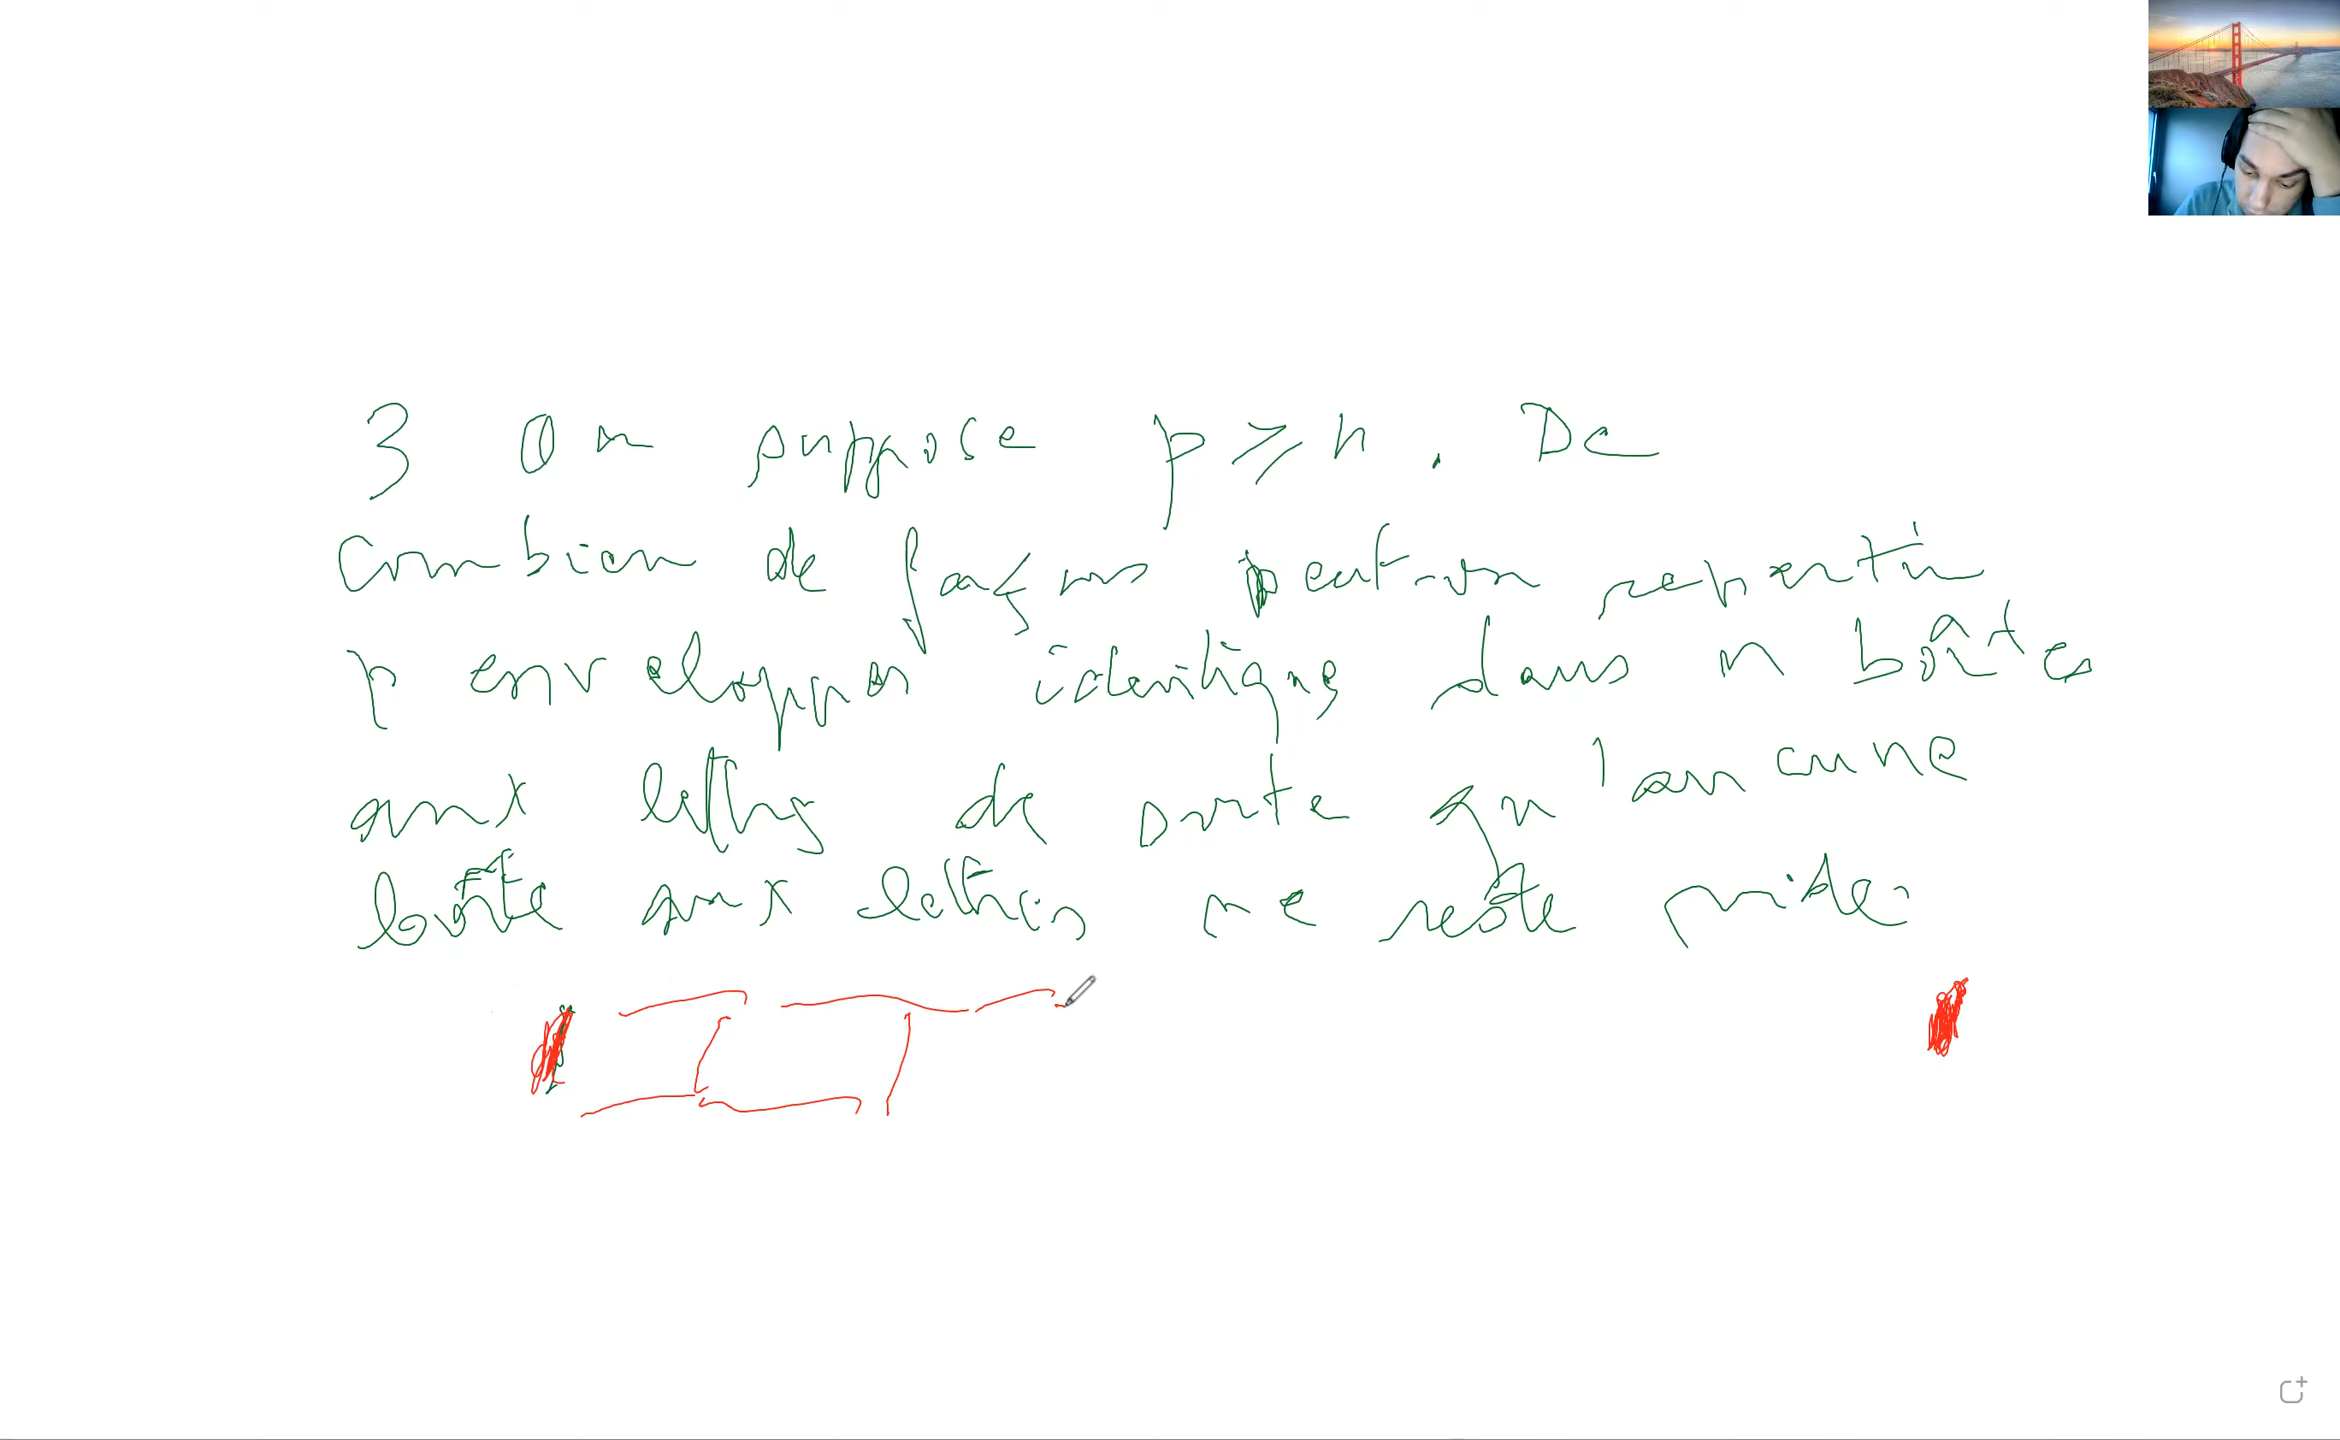 3 On suppose p ⩾ n . De
combien de façons peut-on repartir
p enveloppes identiques dans n boîtes
aux lettres de sorte qu'aucune
boîte aux lettres ne reste vide.